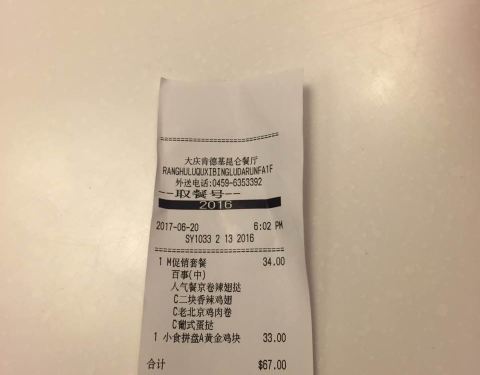 ==============================
大庆肯德基昆仑餐厅
RANGHULUQUXIBINGLUDARUNFA1F
外送电话:0459-6353392
--取餐号--
2016
2017-06-20 6:02 PM
SY1033 2 13 2016
==============================
1 M促销套餐 34.00
百事(中)
人气餐京卷辣翅挞
C二块香辣鸡翅
C老北京鸡肉卷
C葡式蛋挞
1 小食拼盘A黄金鸡块 33.00
合计 $67.00